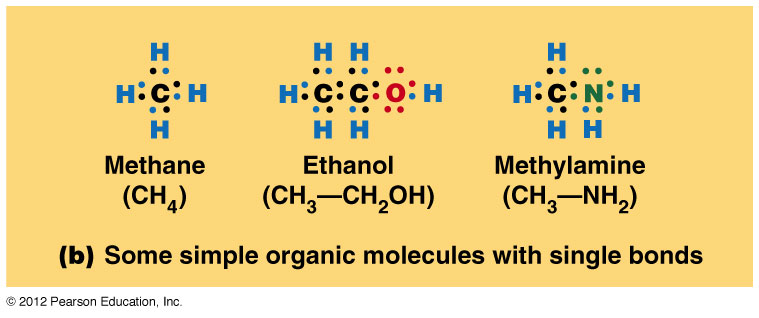 H H H H
H C H H C C O H H C N H
H H H H H
Methane Ethanol Methylamine
(CH₄) (CH₃—CH₂OH) (CH₃—NH₂)
(b) Some simple organic molecules with single bonds
© 2012 Pearson Education, Inc.